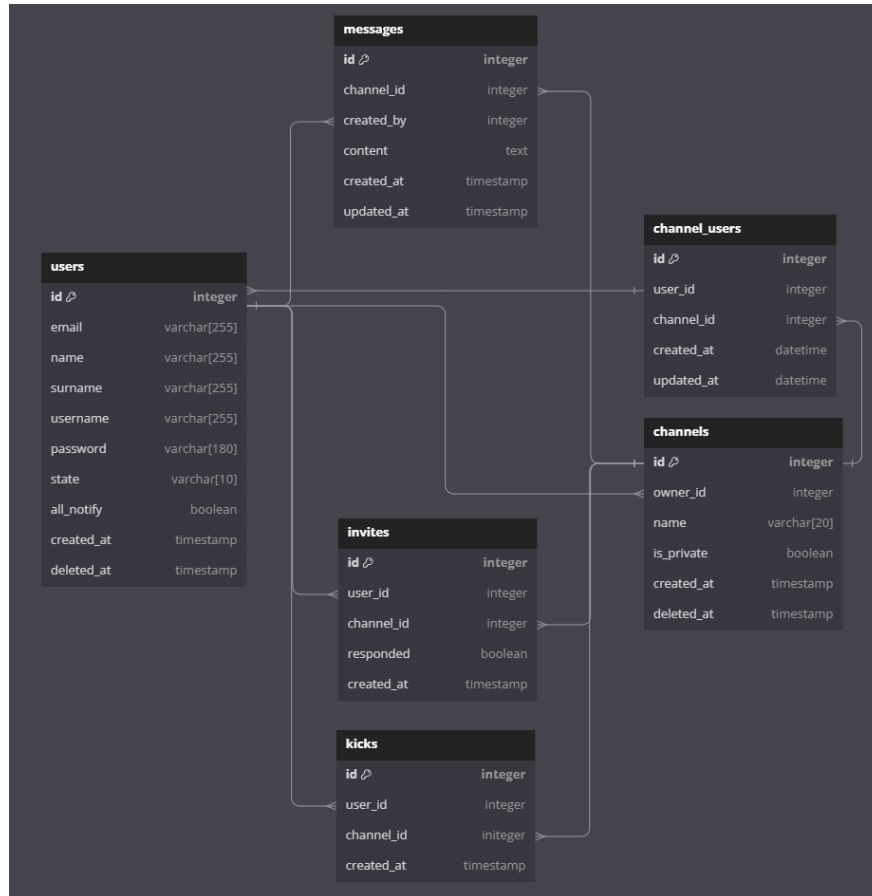 messages
id integer
channel_id integer
created_by integer
content text
created_at timestamp
updated_at timestamp
channel_users
id integer
user_id integer
channel_id integer
created_at datetime
updated_at datetime
users
id integer
email varchar[255]
name varchar[255]
surname varchar[255]
username varchar[255]
password varchar[180]
state varchar[10]
all_notify boolean
created_at timestamp
deleted_at timestamp
channels
id integer
owner_id integer
name varchar[20]
is_private boolean
created_at timestamp
deleted_at timestamp
invites
id integer
user_id integer
channel_id integer
responded boolean
created_at timestamp
kicks
id integer
user_id integer
channel_id initeger
created_at timestamp